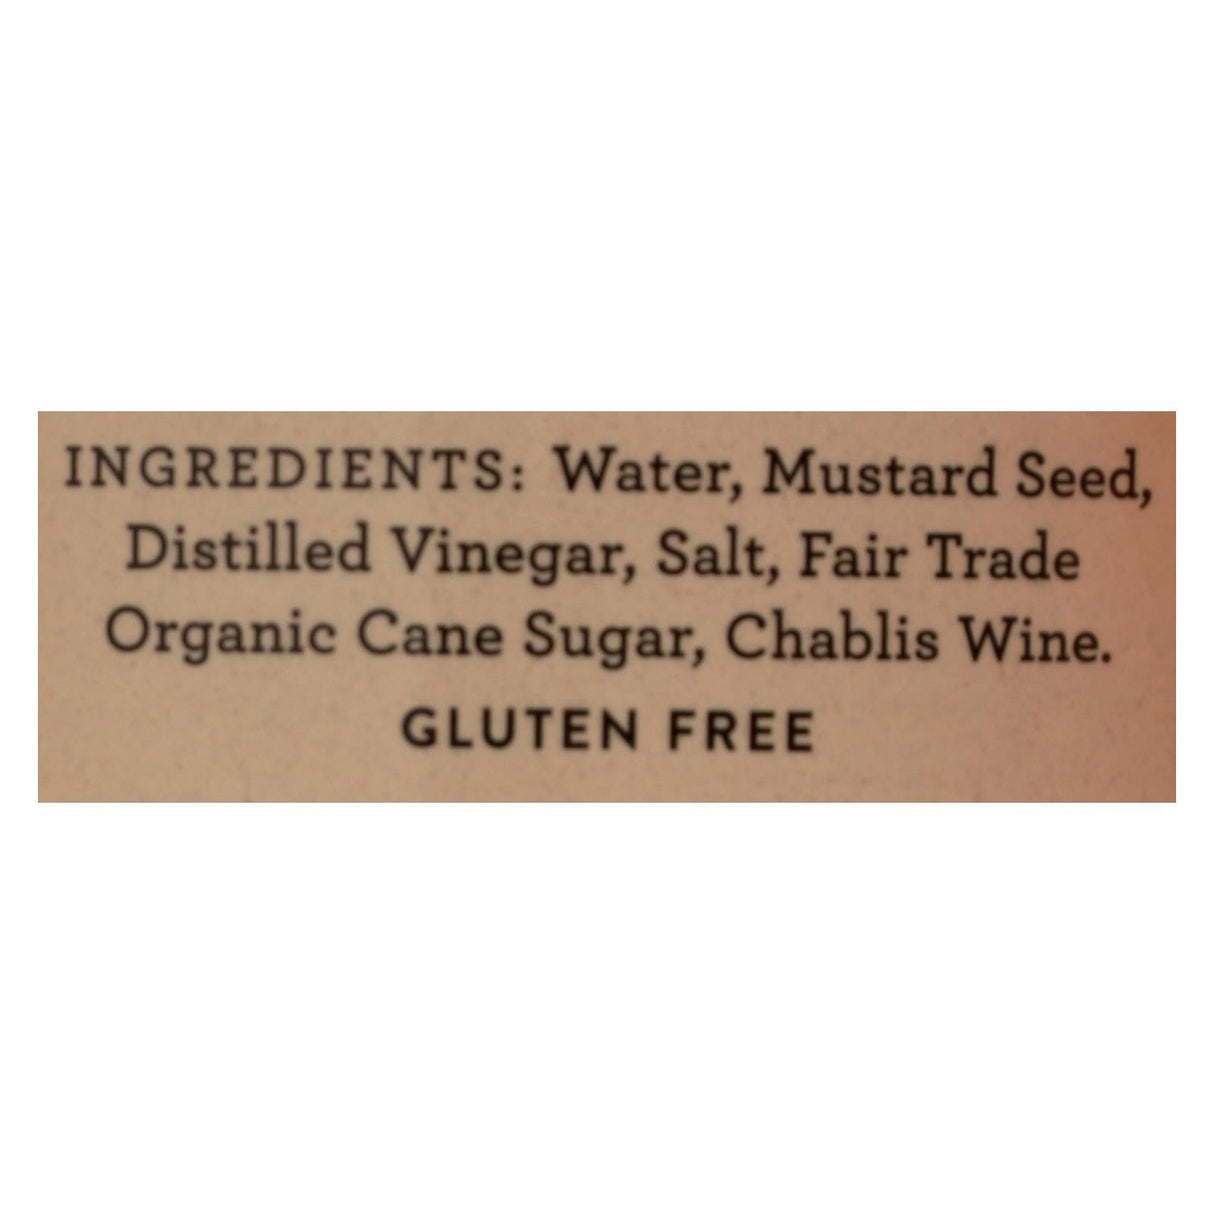 INGREDIENTS: Water, Mustard Seed,
Distilled Vinegar, Salt, Fair Trade
Organic Cane Sugar, Chablis Wine.
GLUTEN FREE